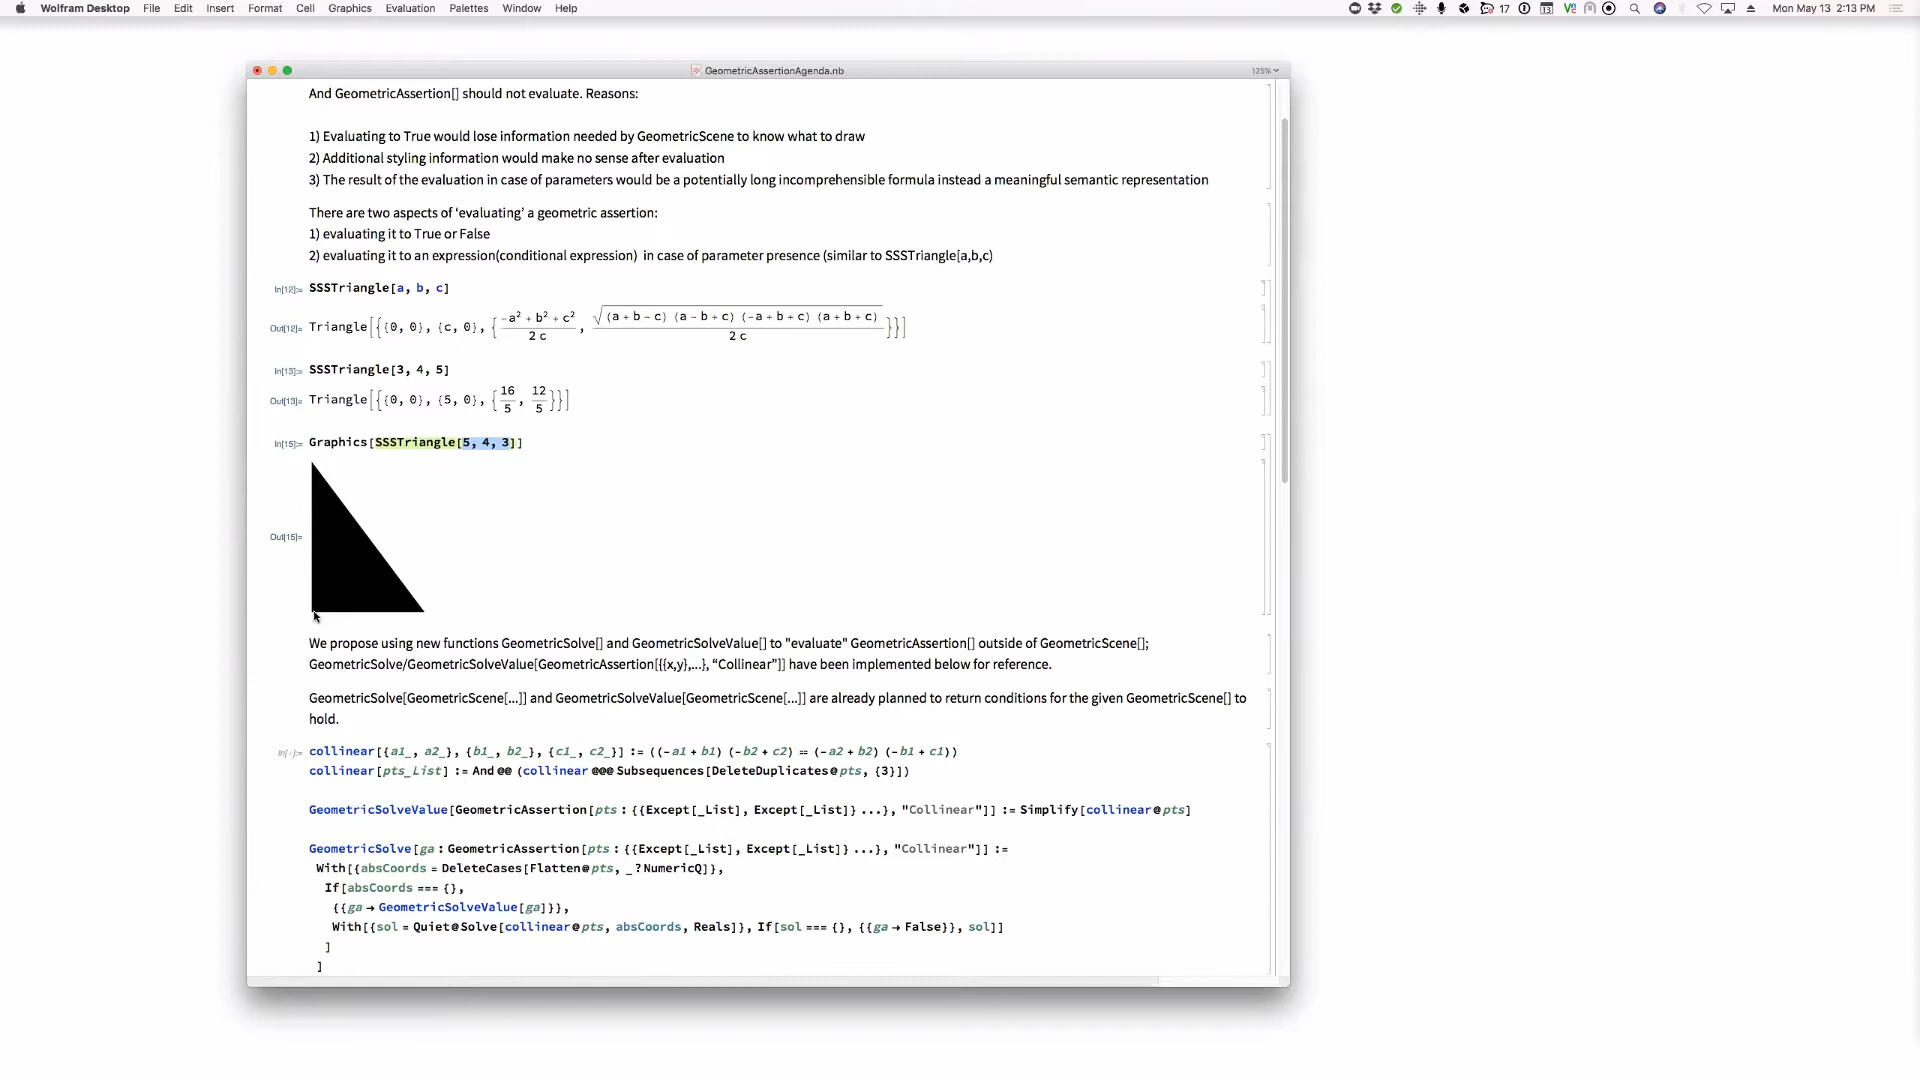 Wolfram Desktop File Edit Insert Format Cell Graphics Evaluation Palettes Window Help 17 13 Mon May 13 2:13 PM
GeometricAssertionAgenda.nb 125%
And GeometricAssertion[] should not evaluate. Reasons:
1) Evaluating to True would lose information needed by GeometricScene to know what to draw
2) Additional styling information would make no sense after evaluation
3) The result of the evaluation in case of parameters would be a potentially long incomprehensible formula instead a meaningful semantic representation
There are two aspects of ‘evaluating’ a geometric assertion:
1) evaluating it to True or False
2) evaluating it to an expression(conditional expression) in case of parameter presence (similar to SSSTriangle[a,b,c)
In[12]:= SSSTriangle[a, b, c]
Out[12]= Triangle[{{0, 0}, {c, 0}, {(-a² + b² + c²)/(2 c), √((a + b - c) (a - b + c) (-a + b + c) (a + b + c))/(2 c)}}]
In[13]:= SSSTriangle[3, 4, 5]
Out[13]= Triangle[{{0, 0}, {5, 0}, {16/5, 12/5}}]
In[15]:= Graphics[SSSTriangle[5, 4, 3]]
Out[15]=
We propose using new functions GeometricSolve[] and GeometricSolveValue[] to "evaluate" GeometricAssertion[] outside of GeometricScene[];
GeometricSolve/GeometricSolveValue[GeometricAssertion[{{x,y},...}, “Collinear”]] have been implemented below for reference.
GeometricSolve[GeometricScene[...]] and GeometricSolveValue[GeometricScene[...]] are already planned to return conditions for the given GeometricScene[] to
hold.
In[•]:= collinear[{a1_, a2_}, {b1_, b2_}, {c1_, c2_}] := ((-a1 + b1) (-b2 + c2) == (-a2 + b2) (-b1 + c1))
collinear[pts_List] := And @@ (collinear @@@ Subsequences[DeleteDuplicates@pts, {3}])
GeometricSolveValue[GeometricAssertion[pts : {{Except[_List], Except[_List]} ...}, "Collinear"]] := Simplify[collinear@pts]
GeometricSolve[ga : GeometricAssertion[pts : {{Except[_List], Except[_List]} ...}, "Collinear"]] :=
With[{absCoords = DeleteCases[Flatten@pts, _?NumericQ]},
If[absCoords === {},
{{ga → GeometricSolveValue[ga]}},
With[{sol = Quiet@Solve[collinear@pts, absCoords, Reals]}, If[sol === {}, {{ga → False}}, sol]]
]
]